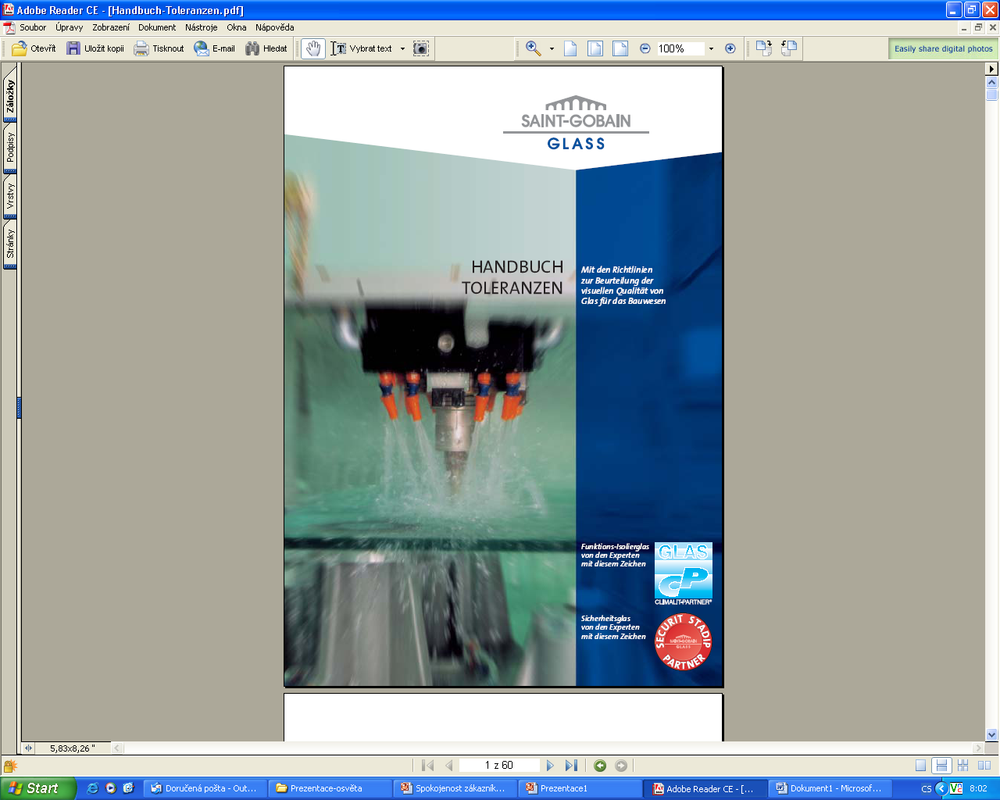 Adobe Reader CE - [Handbuch-Toleranzen.pdf]
Soubor Úpravy Zobrazení Dokument Nástroje Okna Nápověda
Otevřít Uložit kopii Tisknout E-mail Hledat Vybrat text 100% Easily share digital photos
Záložky
Podpisy
Vrstvy
Stránky
SAINT-GOBAIN
GLASS
HANDBUCH
TOLERANZEN
Mit den Richtlinien
zur Beurteilung der
visuellen Qualität von
Glas für das Bauwesen
Funktions-Isolierglas
von den Experten
mit diesem Zeichen
GLAS
CP
CLIMALIT-PARTNER®
Sicherheitsglas
von den Experten
mit diesem Zeichen
SECURIT STADIP
SAINT-GOBAIN
GLASS
PARTNER
5,83x8,26 "
1 z 60
Start Doručená pošta - Out... Prezentace-osvěta Spokojenost zákazník... Prezentace1 Adobe Reader CE - [... Dokument1 - Microsof... CS 8:02